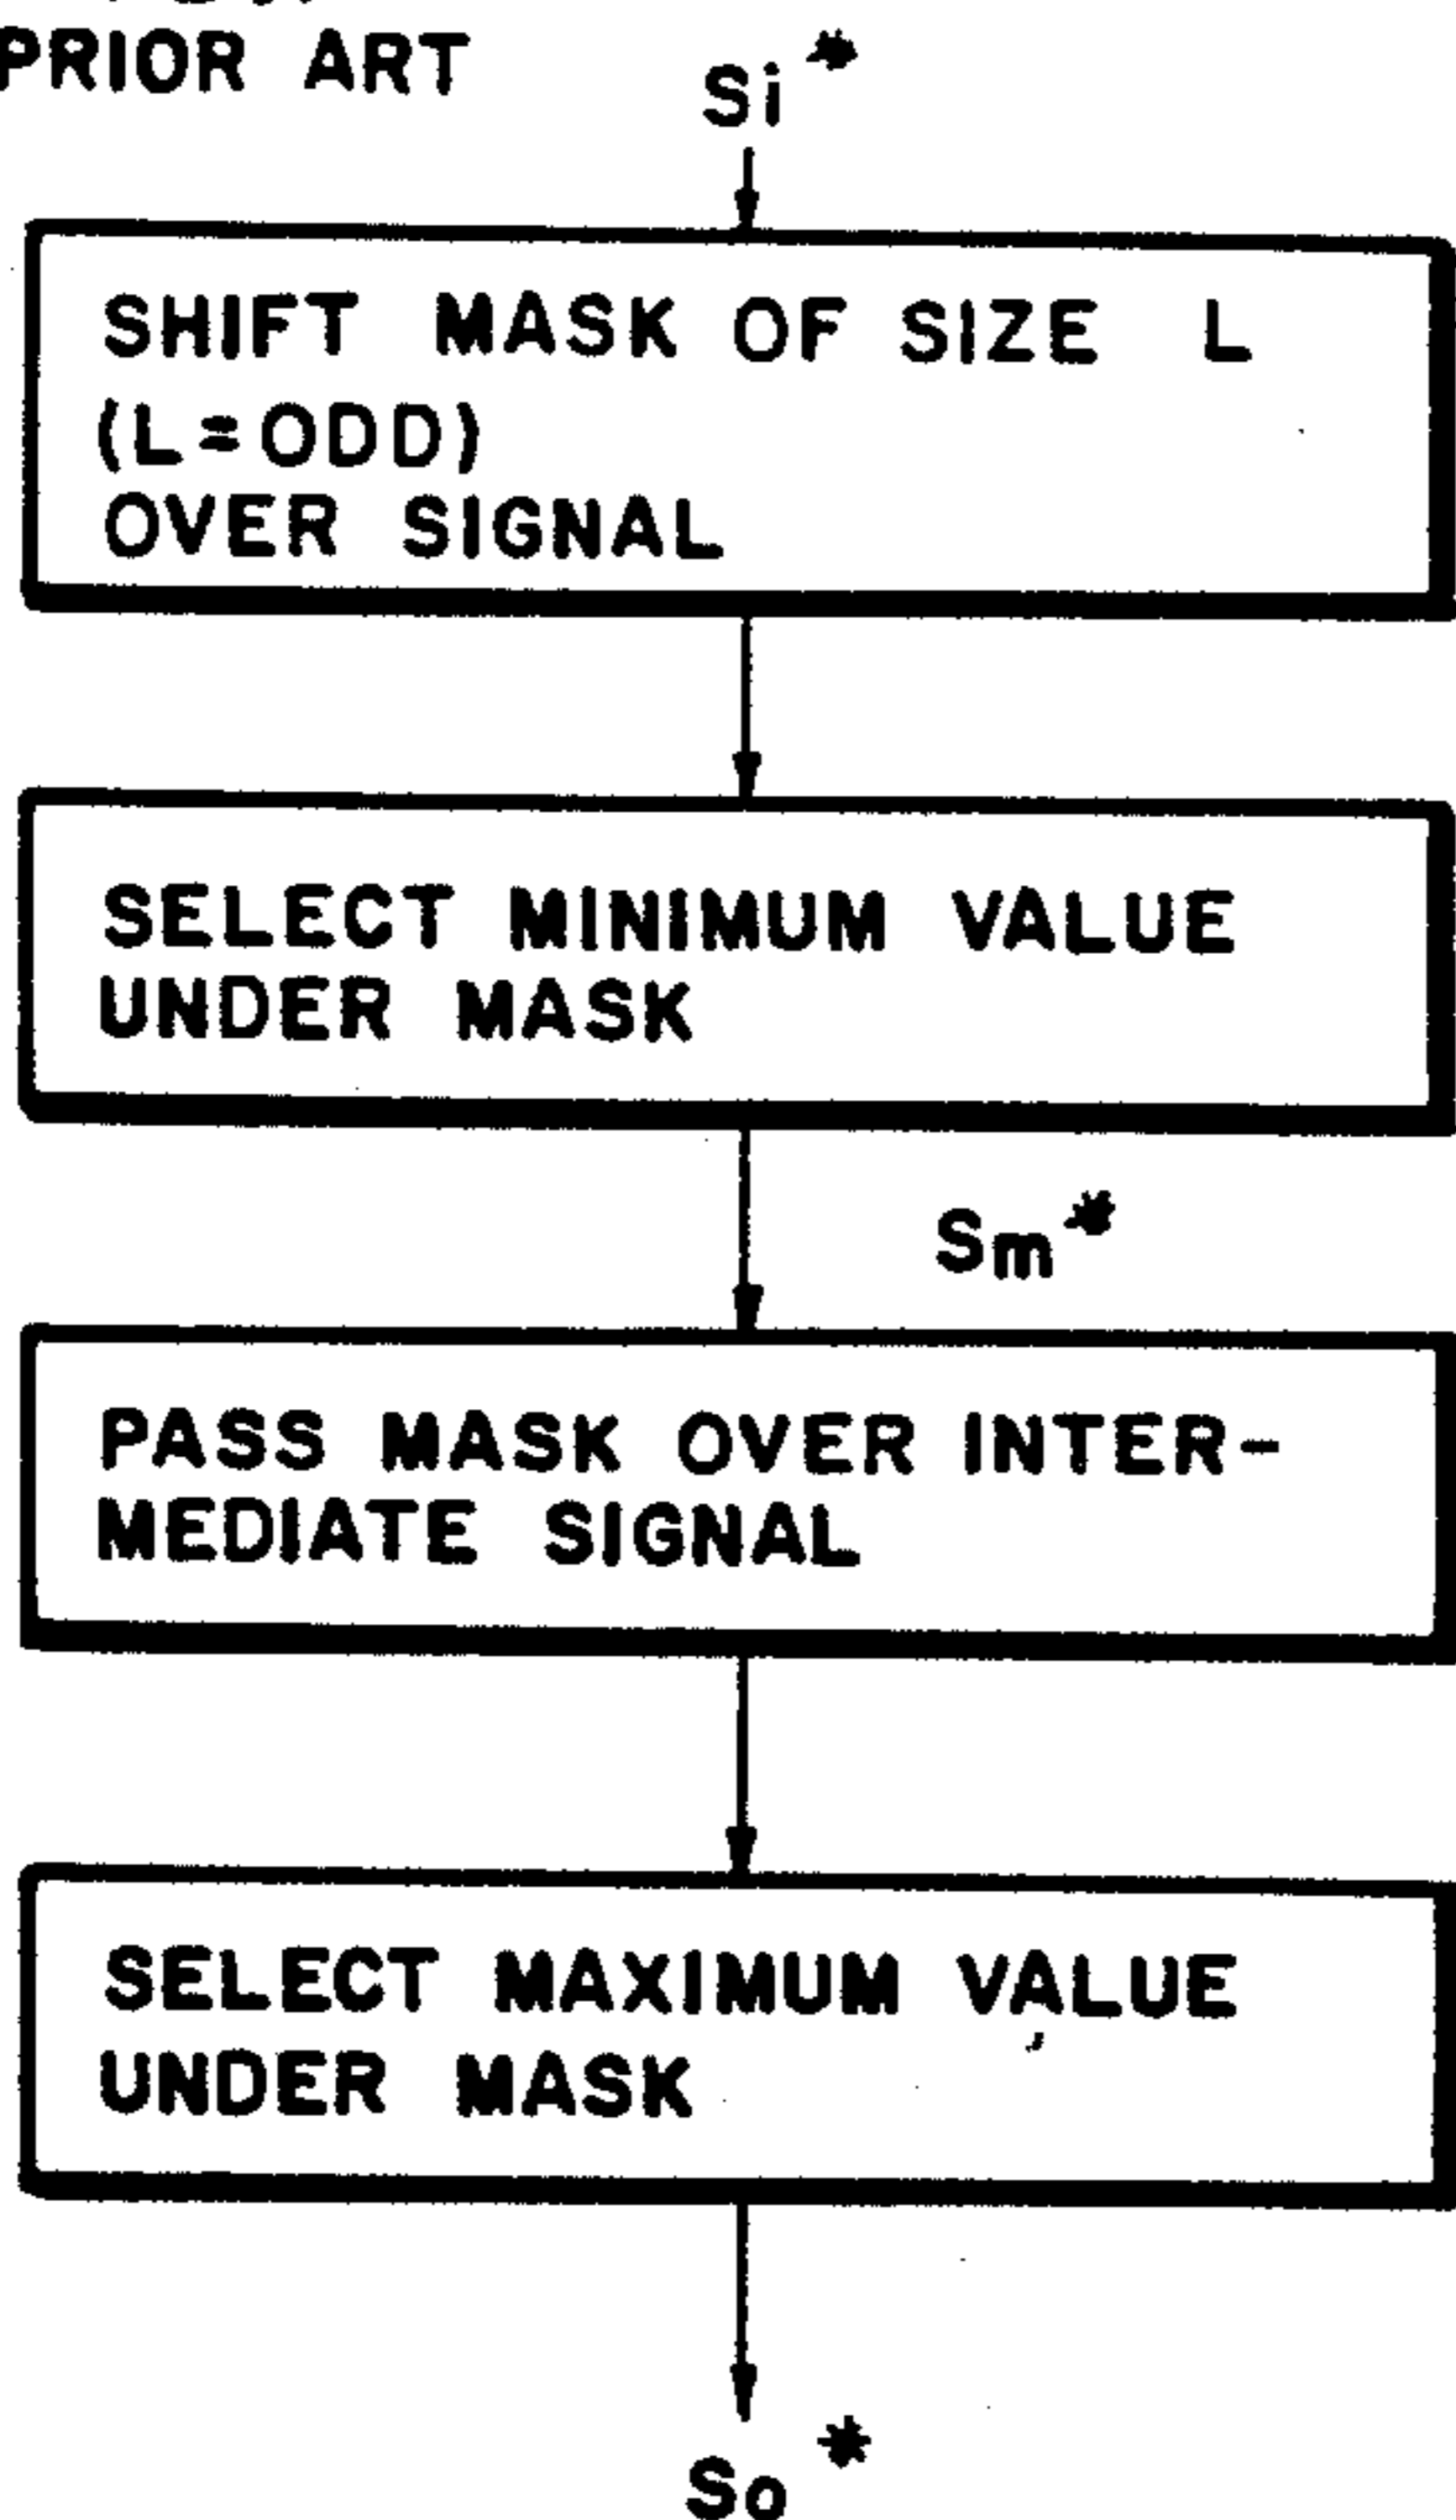 PRIOR ART
Si*
SHIFT MASK OF SIZE L
(L=ODD)
OVER SIGNAL
SELECT MINIMUM VALUE
UNDER MASK
Sm*
PASS MASK OVER INTER-
MEDIATE SIGNAL
SELECT MAXIMUM VALUE
UNDER MASK
So*